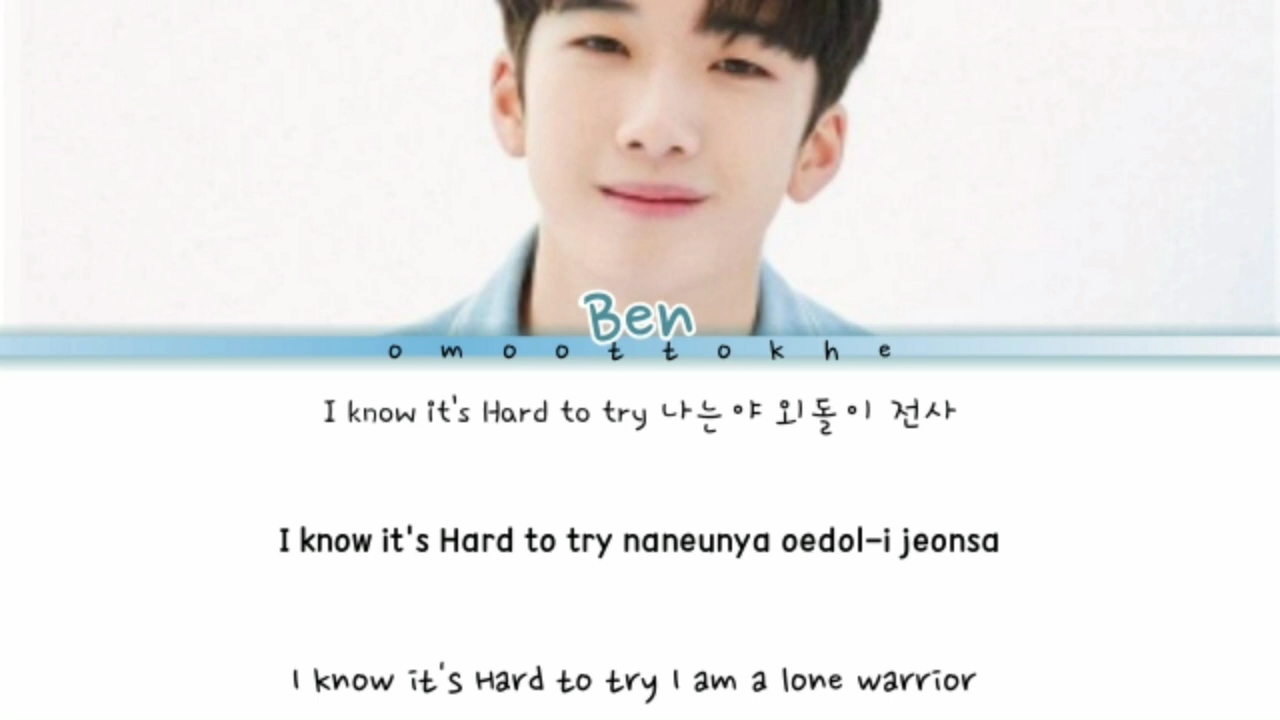 Ben
omoottokhe
I know it's Hard to try 나는야 외돌이 전사
I know it's Hard to try naneunya oedol-i jeonsa
I know it's Hard to try I am a lone warrior